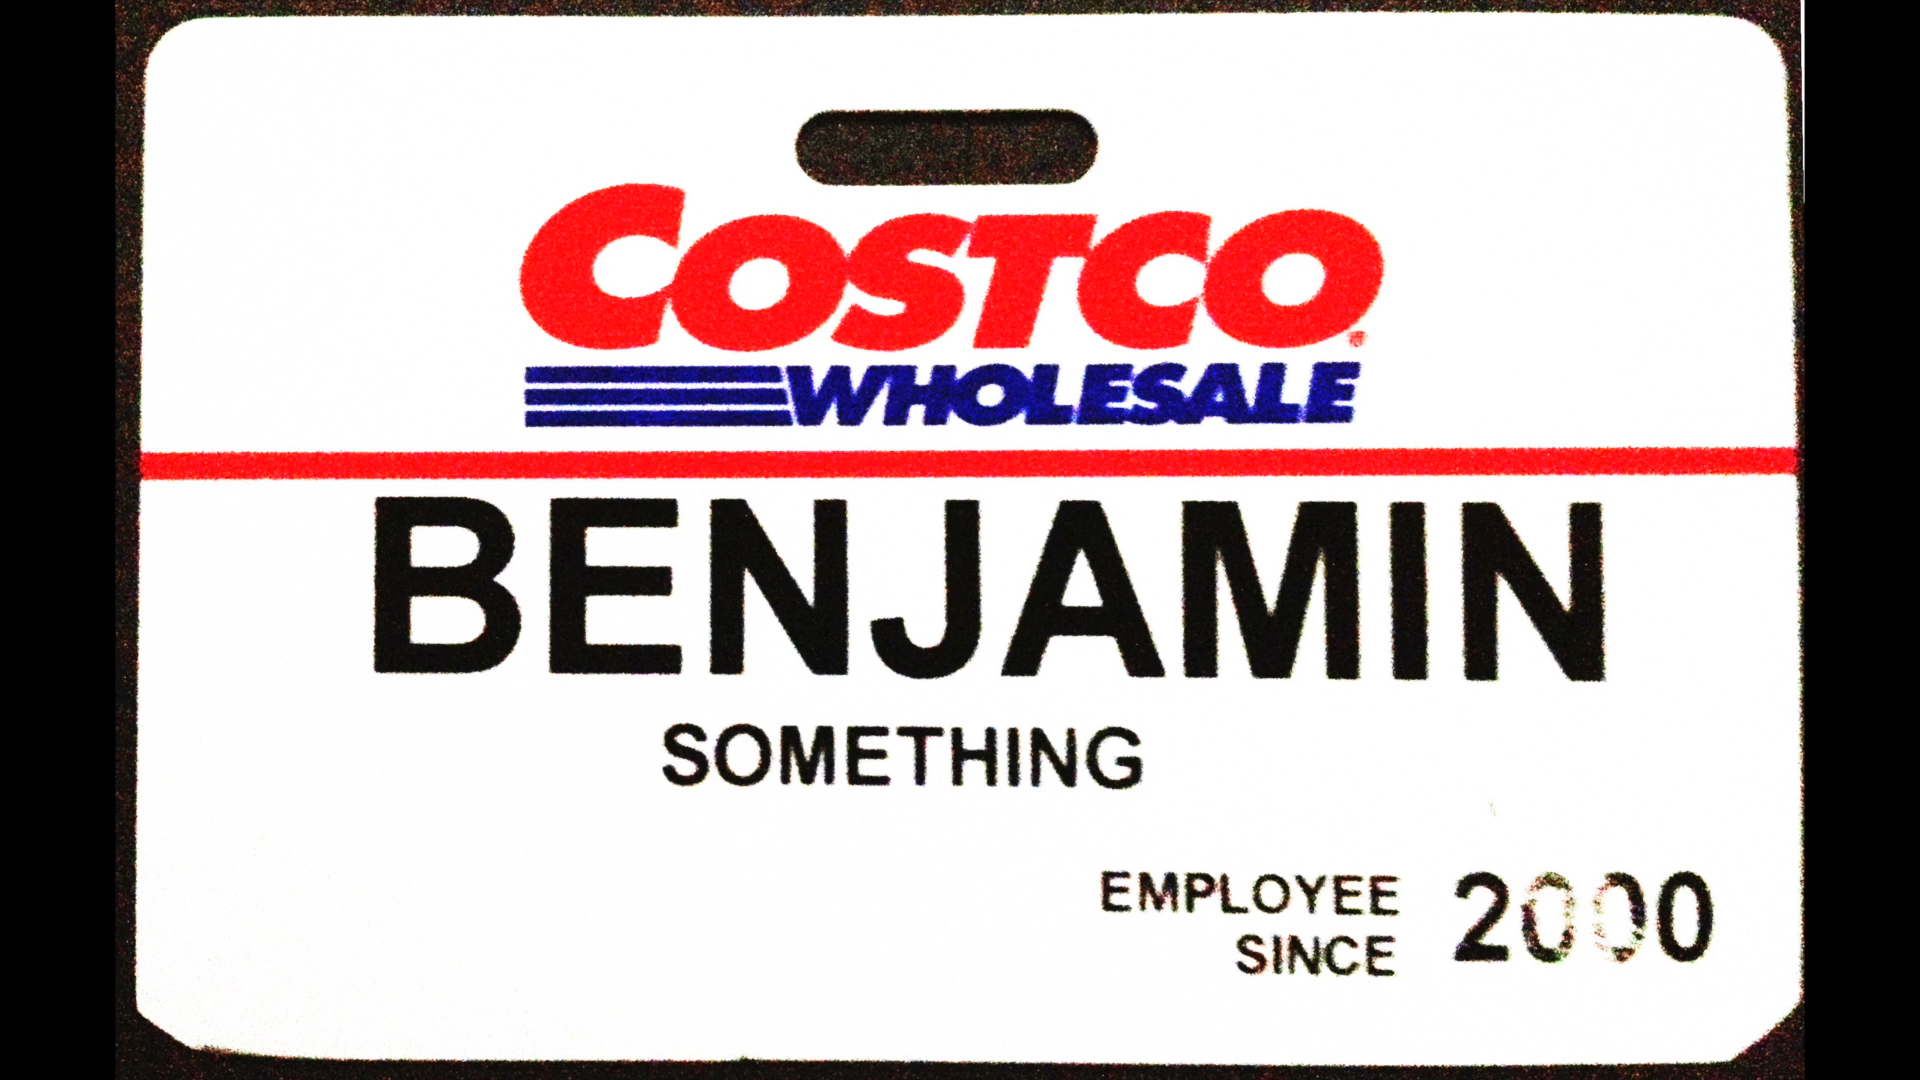 COSTCO
WHOLESALE
BENJAMIN
SOMETHING
EMPLOYEE 2000
SINCE